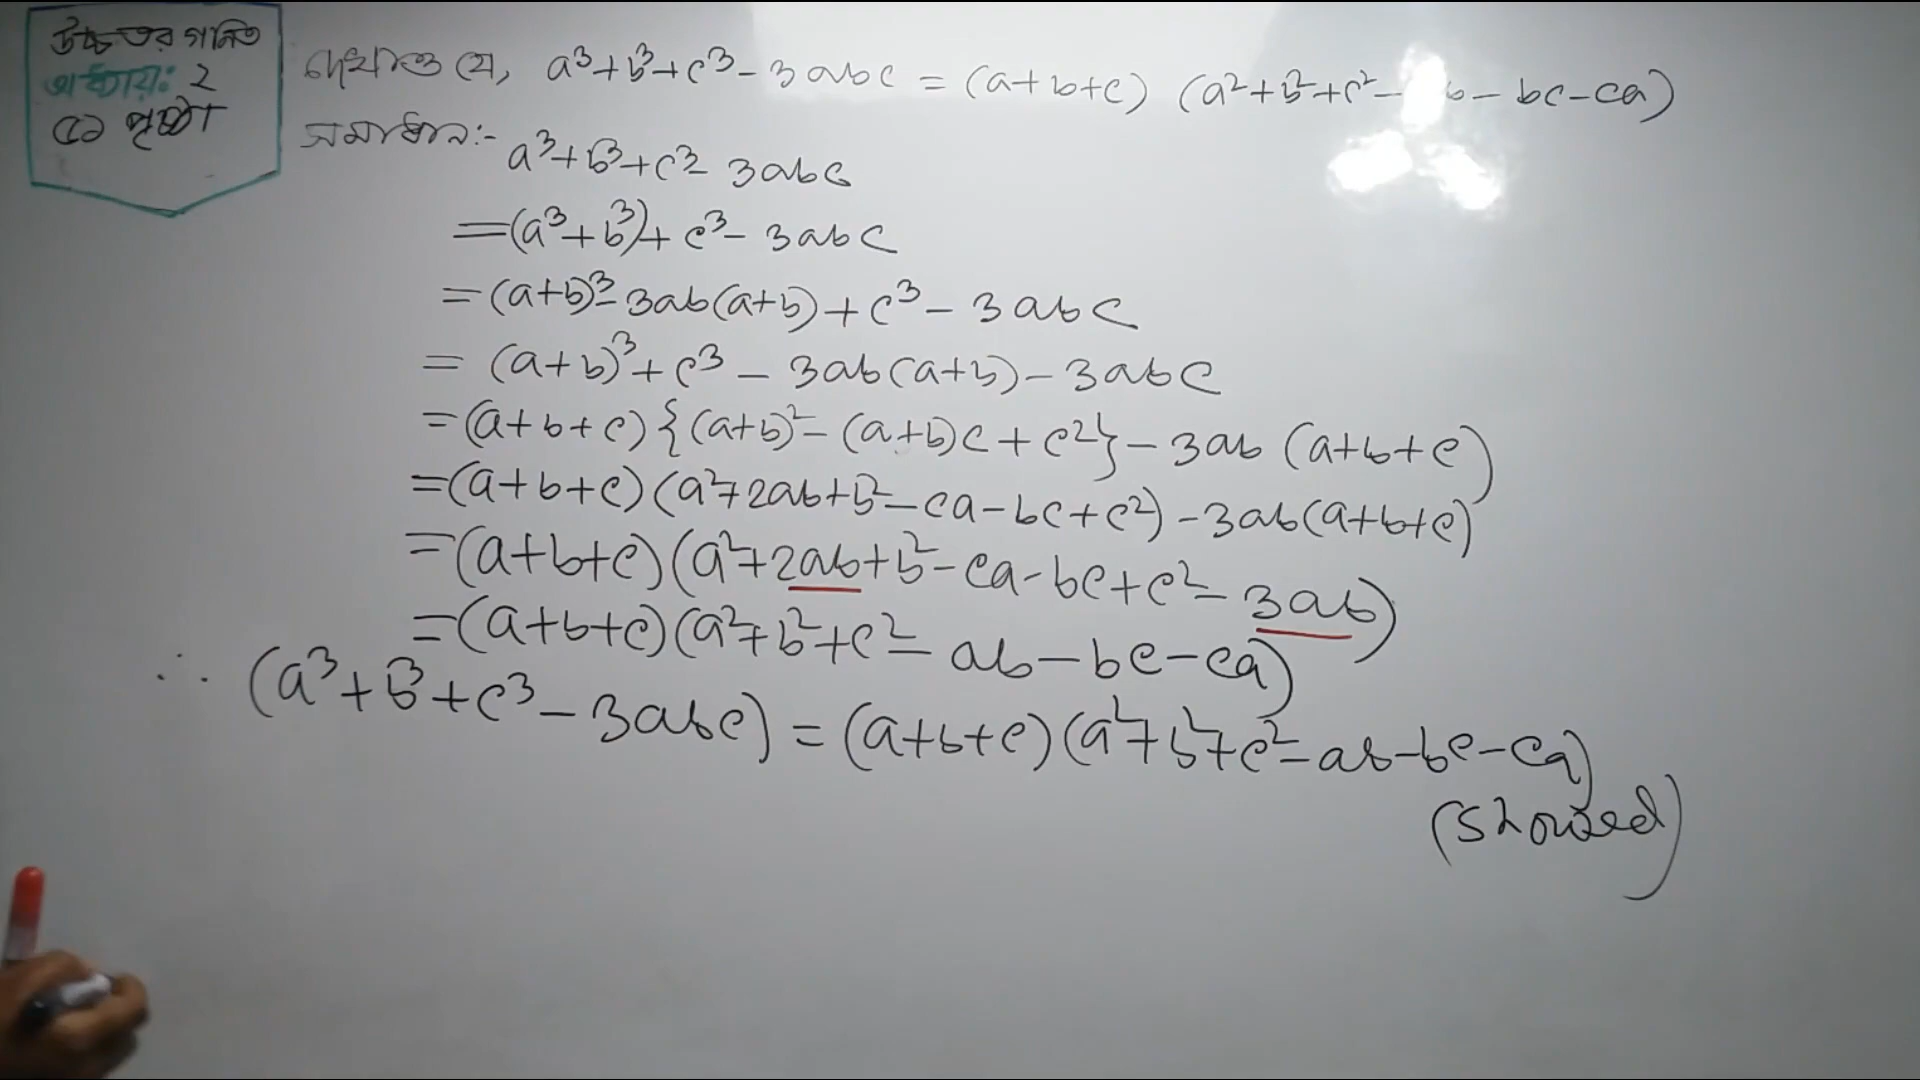 উচ্চতর গনিত
অধ্যায়: ২
৫১ পৃষ্ঠা
দেখাও যে, a³+b³+c³-3abc = (a+b+c) (a²+b²+c²- b-bc-ca)
সমাধান:-
a³+b³+c³-3abc
=(a³+b³)+c³-3abc
=(a+b)³-3ab(a+b)+c³-3abc
= (a+b)³+c³-3ab(a+b)-3abc
=(a+b+c){(a+b)²-(a+b)c+c²}-3ab (a+b+c)
=(a+b+c)(a²+2ab+b²-ca-bc+c²)-3ab(a+b+c)
=(a+b+c)(a²+2ab+b²-ca-bc+c²-3ab)
=(a+b+c)(a²+b²+c²-ab-bc-ca)
∴ (a³+b³+c³-3abc)=(a+b+c)(a²+b²+c²-ab-bc-ca)
(showed)